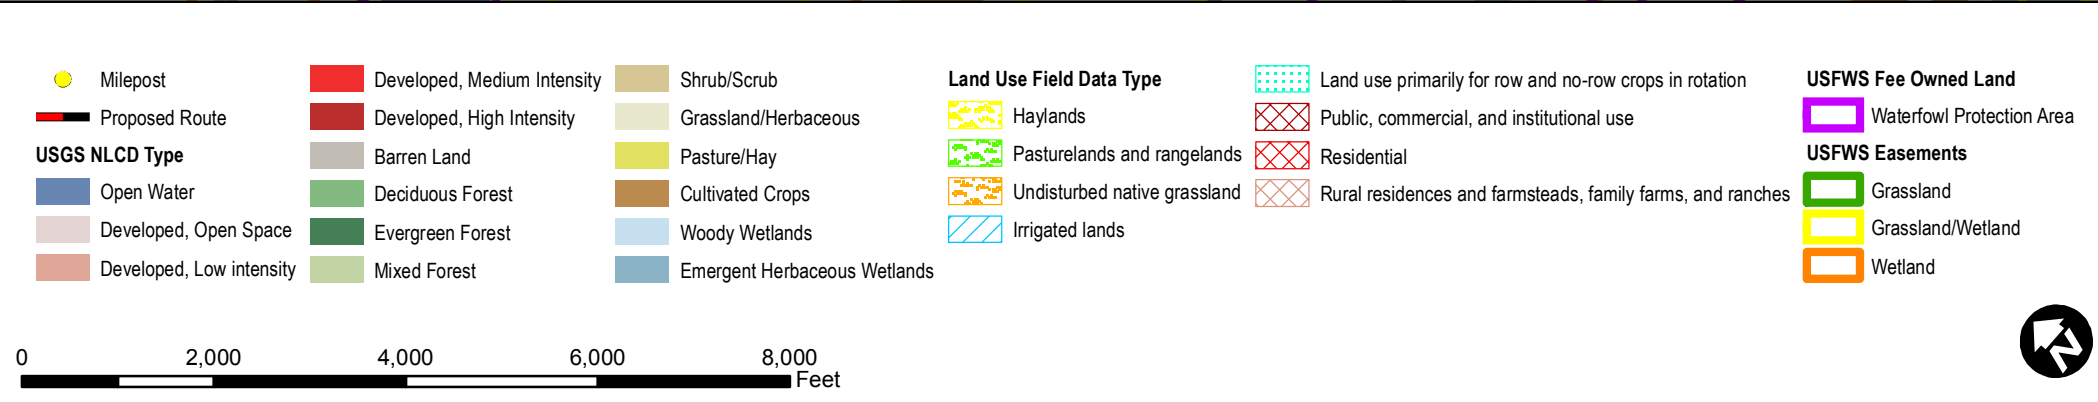 Milepost
Proposed Route
USGS NLCD Type
Open Water
Developed, Open Space
Developed, Low intensity
Developed, Medium Intensity
Developed, High Intensity
Barren Land
Deciduous Forest
Evergreen Forest
Mixed Forest
Shrub/Scrub
Grassland/Herbaceous
Pasture/Hay
Cultivated Crops
Woody Wetlands
Emergent Herbaceous Wetlands
Land Use Field Data Type
Haylands
Pasturelands and rangelands
Undisturbed native grassland
Irrigated lands
Land use primarily for row and no-row crops in rotation
Public, commercial, and institutional use
Residential
Rural residences and farmsteads, family farms, and ranches
USFWS Fee Owned Land
Waterfowl Protection Area
USFWS Easements
Grassland
Grassland/Wetland
Wetland
0 2,000 4,000 6,000 8,000
Feet
N